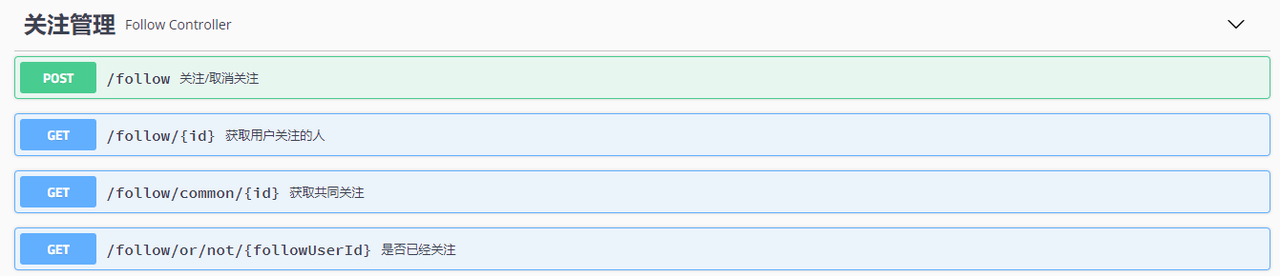 关注管理 Follow Controller
POST /follow 关注/取消关注
GET /follow/{id} 获取用户关注的人
GET /follow/common/{id} 获取共同关注
GET /follow/or/not/{followUserId} 是否已经关注